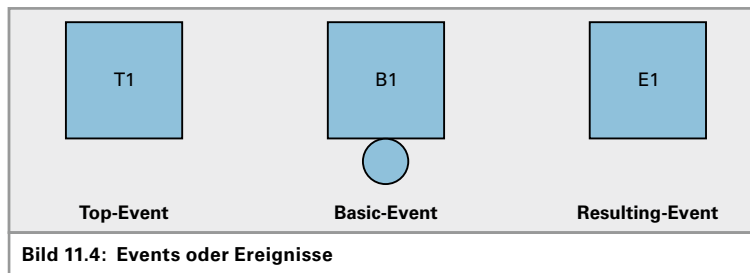 T1 B1 E1
Top-Event Basic-Event Resulting-Event
Bild 11.4: Events oder Ereignisse